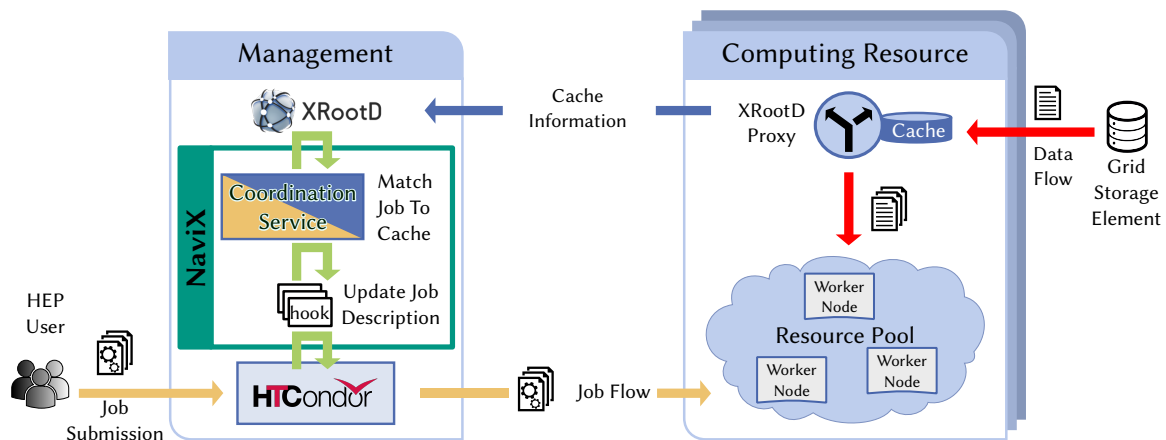 Management
XRootD
NaviX
Coordination
Service
Match
Job To
Cache
hook
Update Job
Description
HTCondor
HEP
User
Job
Submission
Cache
Information
Job Flow
Computing Resource
XRootD
Proxy
Cache
Data
Flow
Grid
Storage
Element
Worker
Node
Resource Pool
Worker
Node
Worker
Node